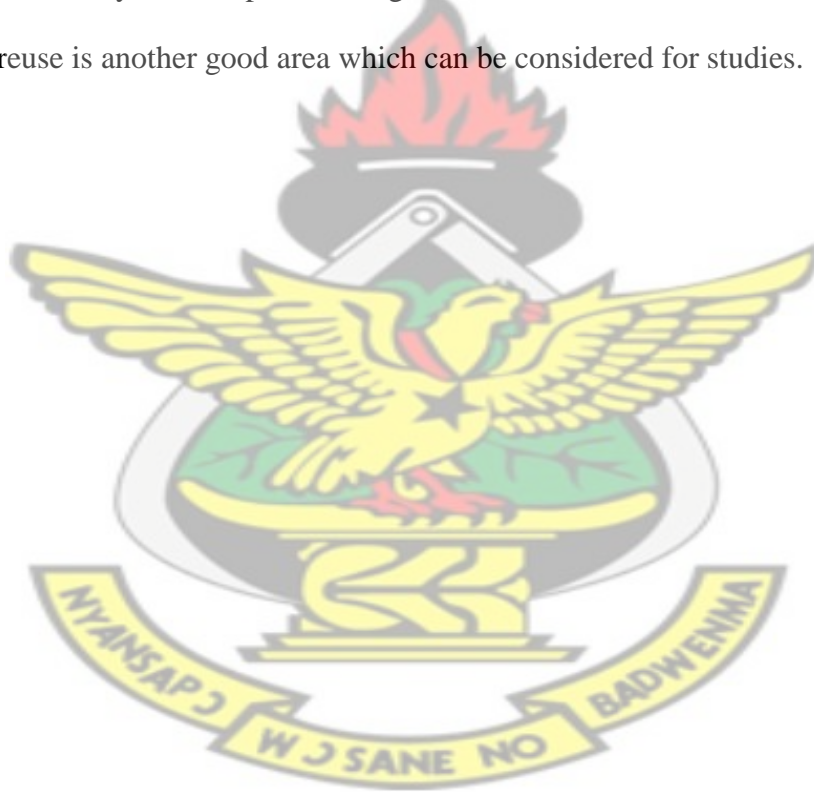 reuse is another good area which can be considered for studies.
NYANSAPƆ
WƆSANE NO
BADWENMA